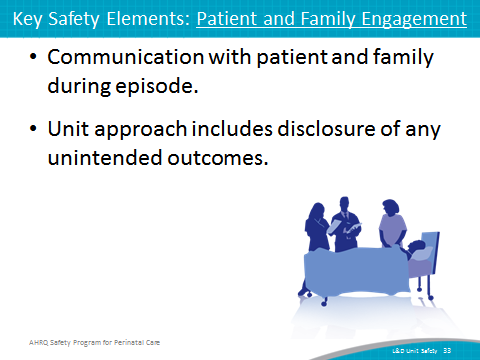 Key Safety Elements: Patient and Family Engagement
• Communication with patient and family
during episode.
• Unit approach includes disclosure of any
unintended outcomes.
AHRQ Safety Program for Perinatal Care
L&D Unit Safety 33